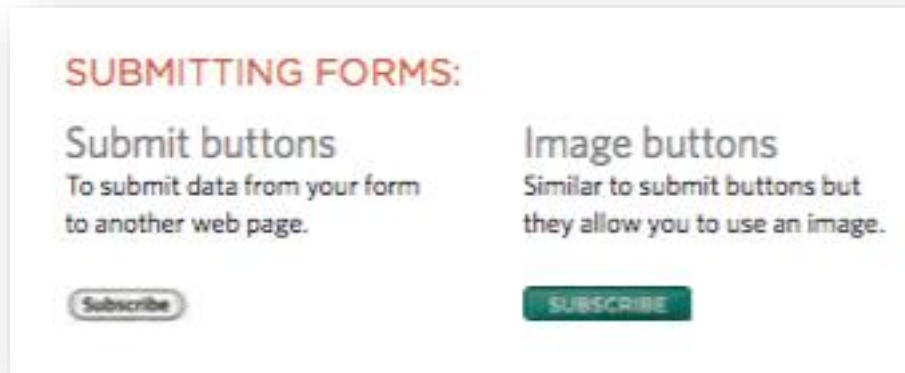 SUBMITTING FORMS:
Submit buttons
To submit data from your form
to another web page.
Subscribe
Image buttons
Similar to submit buttons but
they allow you to use an image.
SUBSCRIBE